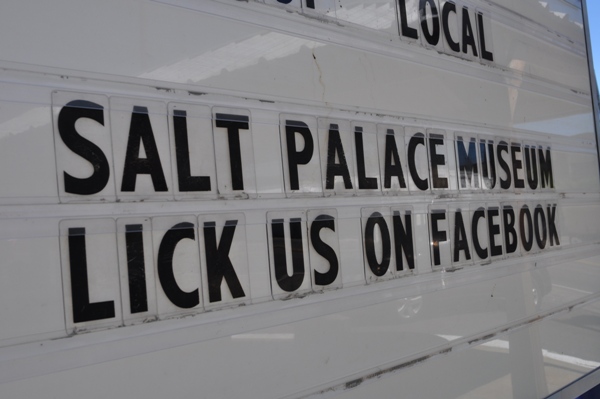 LOCAL
SALT PALACE MUSEUM
LICK US ON FACEBOOK